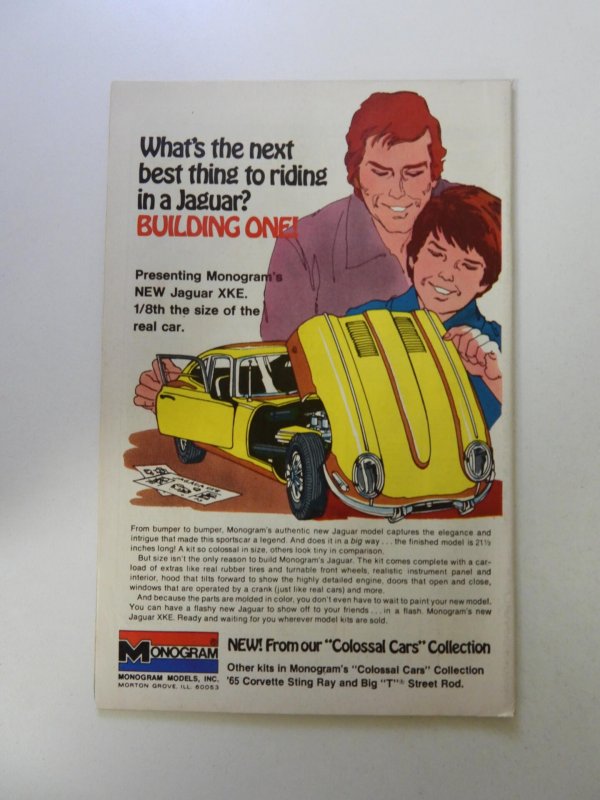 What's the next
best thing to riding
in a Jaguar?
BUILDING ONE!
Presenting Monogram's
NEW Jaguar XKE.
1/8th the size of the
real car.
From bumper to bumper, Monogram's authentic new Jaguar model captures the elegance and
intrigue that made this sportscar a legend. And does it in a big way . . . the finished model is 21½
inches long! A kit so colossal in size, others look tiny in comparison.
But size isn't the only reason to build Monogram's Jaguar. The kit comes complete with a car-
load of extras like real rubber tires and turnable front wheels, realistic instrument panel and
interior, hood that tilts forward to show the highly detailed engine, doors that open and close,
windows that are operated by a crank (just like real cars) and more.
And because the parts are molded in color, you don't even have to wait to paint your new model.
You can have a flashy new Jaguar to show off to your friends . . . in a flash. Monogram's new
Jaguar XKE. Ready and waiting for you wherever model kits are sold.
MONOGRAM®
MONOGRAM MODELS, INC.
MORTON GROVE, ILL. 60053
NEW! From our "Colossal Cars" Collection
Other kits in Monogram's "Colossal Cars" Collection
'65 Corvette Sting Ray and Big "T"® Street Rod.